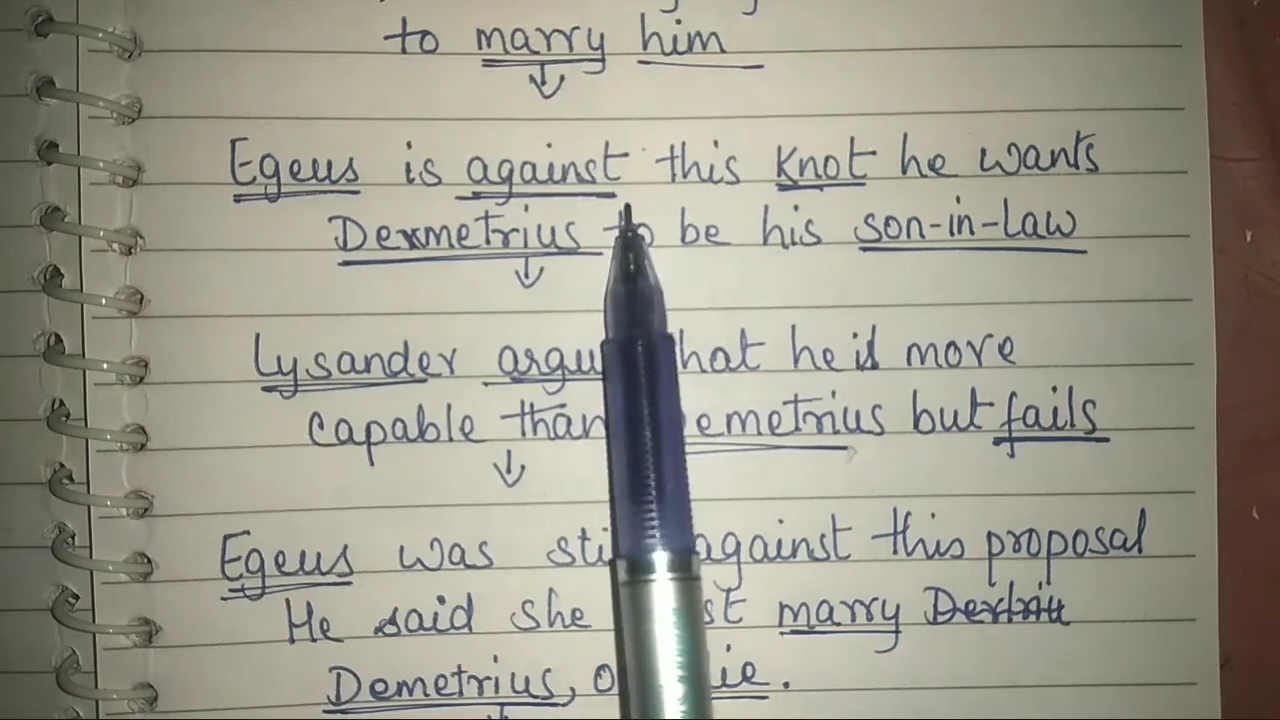 to marry him
↓
Egeus is against this knot he wants
Demetrius to be his son-in-law
↓
Lysander argu hat he is more
capable than emetrius but fails
↓
Egeus was sti against this proposal
He said she st marry
Demetrius, o ie.